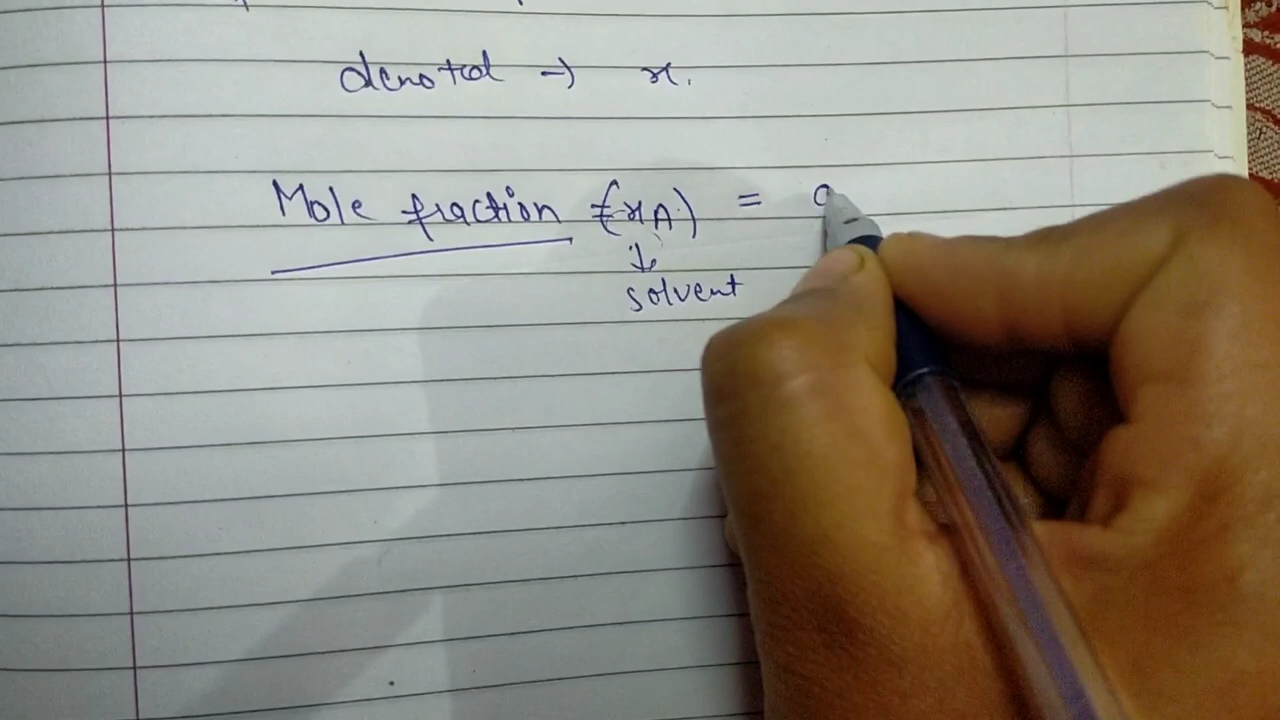 denoted → x.
Mole fraction (xA) =
↓
solvent